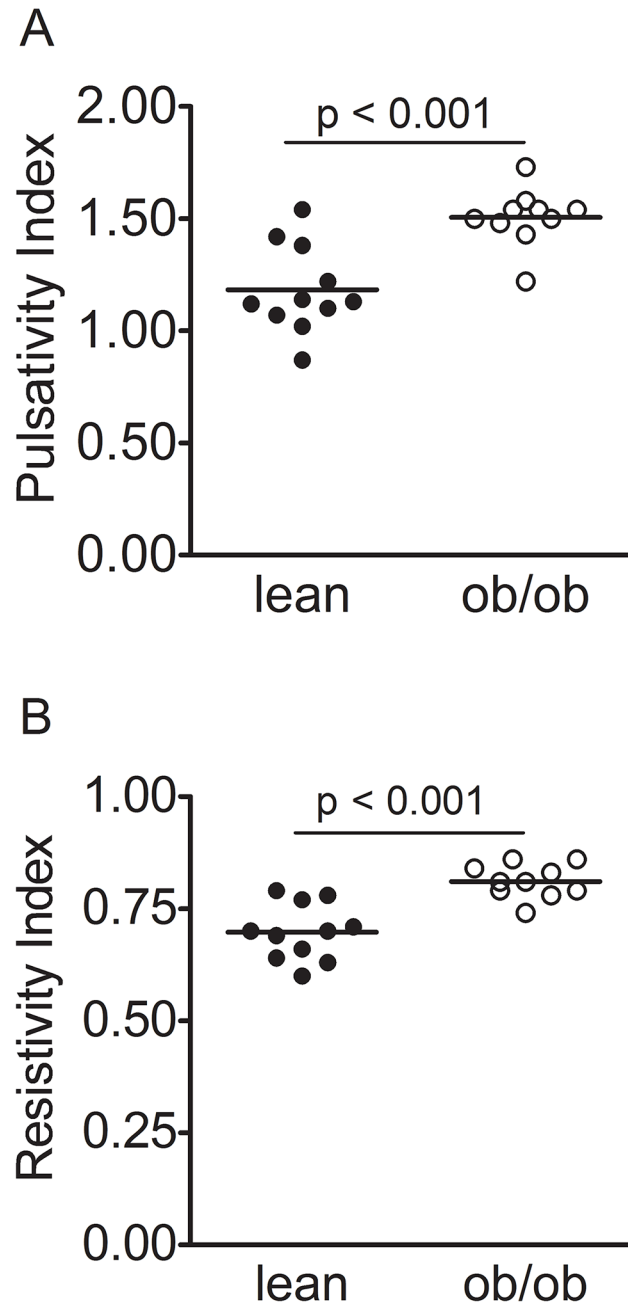 A
2.00
p < 0.001
1.50
1.00
0.50
0.00
Pulsativity Index
lean ob/ob
B
1.00
p < 0.001
0.75
0.50
0.25
0.00
Resistivity Index
lean ob/ob